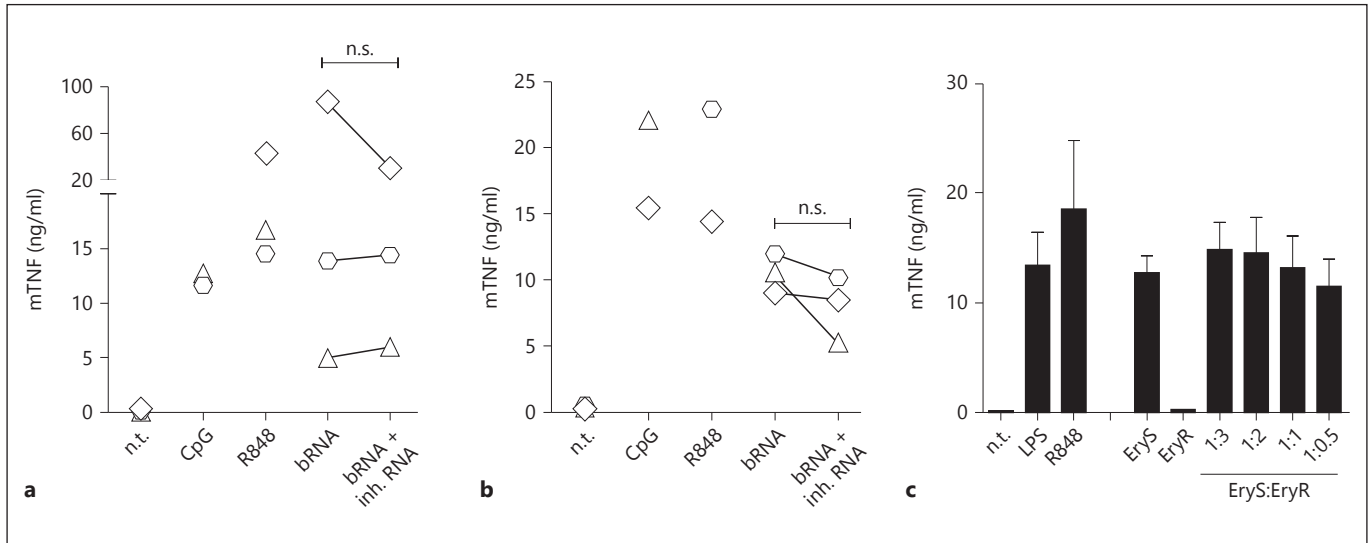 n.s.
100
60
20
15
10
5
0
mTNF (ng/ml)
n.t.
CpG
R848
bRNA
bRNA +
inh. RNA
a
n.s.
25
20
15
10
5
0
mTNF (ng/ml)
n.t.
CpG
R848
bRNA
bRNA +
inh. RNA
b
30
20
10
0
mTNF (ng/ml)
n.t.
LPS
R848
EryS
EryR
1:3
1:2
1:1
1:0.5
EryS:EryR
c